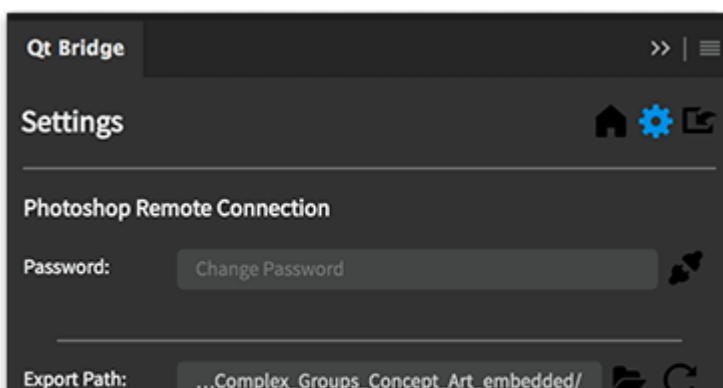 Qt Bridge
Settings
Photoshop Remote Connection
Password: Change Password
Export Path: ...Complex_Groups_Concept_Art_embedded/